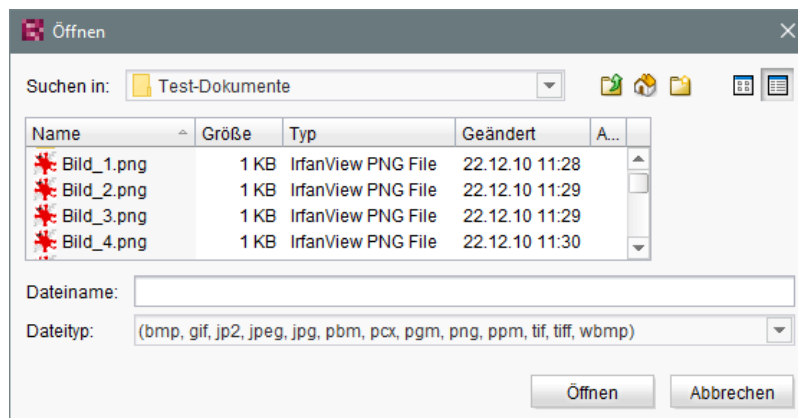 Öffnen
Suchen in: Test-Dokumente
Name Größe Typ Geändert A...
Bild_1.png 1 KB IrfanView PNG File 22.12.10 11:28
Bild_2.png 1 KB IrfanView PNG File 22.12.10 11:29
Bild_3.png 1 KB IrfanView PNG File 22.12.10 11:29
Bild_4.png 1 KB IrfanView PNG File 22.12.10 11:30
Dateiname:
Dateityp: (bmp, gif, jp2, jpeg, jpg, pbm, pcx, pgm, png, ppm, tif, tiff, wbmp)
Öffnen Abbrechen